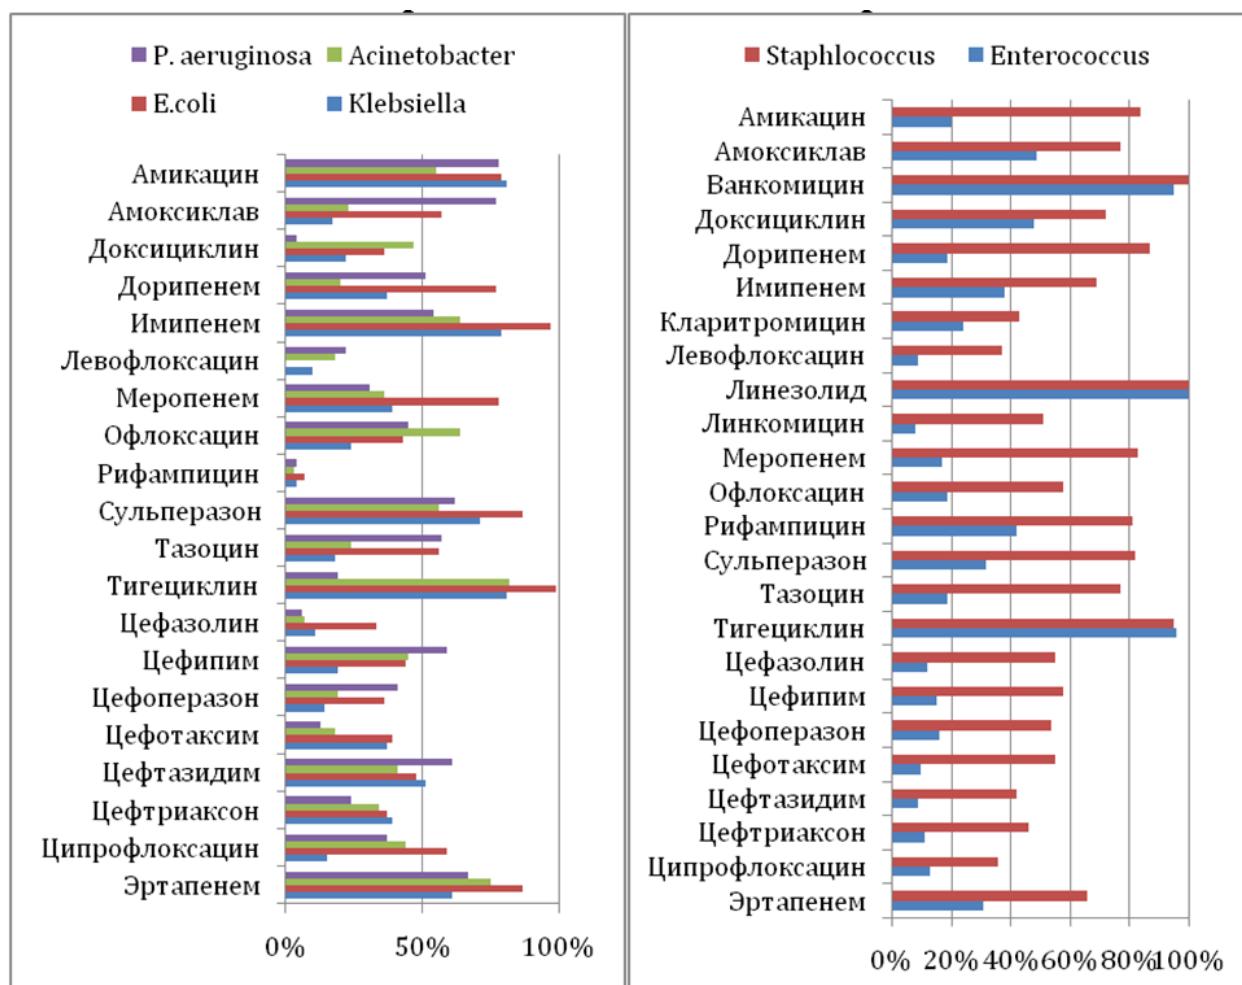 P. aeruginosa Acinetobacter
E.coli Klebsiella
Амикацин
Амоксиклав
Доксициклин
Дорипенем
Имипенем
Левофлоксацин
Меропенем
Офлоксацин
Рифампицин
Сульперазон
Тазоцин
Тигециклин
Цефазолин
Цефипим
Цефоперазон
Цефотаксим
Цефтазидим
Цефтриаксон
Ципрофлоксацин
Эртапенем
0% 50% 100%
Staphlococcus Enterococcus
Амикацин
Амоксиклав
Ванкомицин
Доксициклин
Дорипенем
Имипенем
Кларитромицин
Левофлоксацин
Линезолид
Линкомицин
Меропенем
Офлоксацин
Рифампицин
Сульперазон
Тазоцин
Тигециклин
Цефазолин
Цефипим
Цефоперазон
Цефотаксим
Цефтазидим
Цефтриаксон
Ципрофлоксацин
Эртапенем
0% 20% 40% 60% 80% 100%